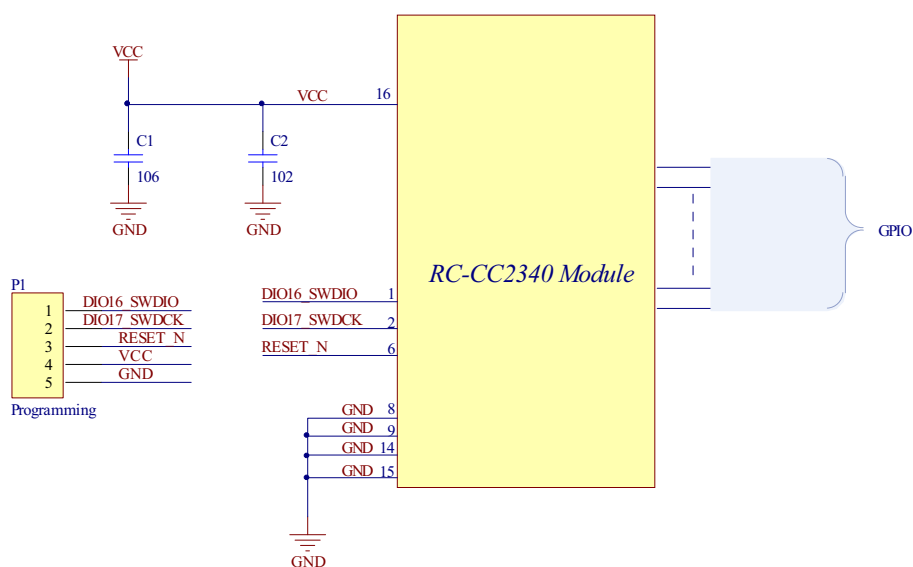 VCC
VCC 16
C1
106
GND
C2
102
GND
RC-CC2340 Module
GPIO
P1
1 DIO16_SWDIO
2 DIO17_SWDCK
3 RESET_N
4 VCC
5 GND
Programming
DIO16_SWDIO 1
DIO17_SWDCK 2
RESET_N 6
GND 8
GND 9
GND 14
GND 15
GND